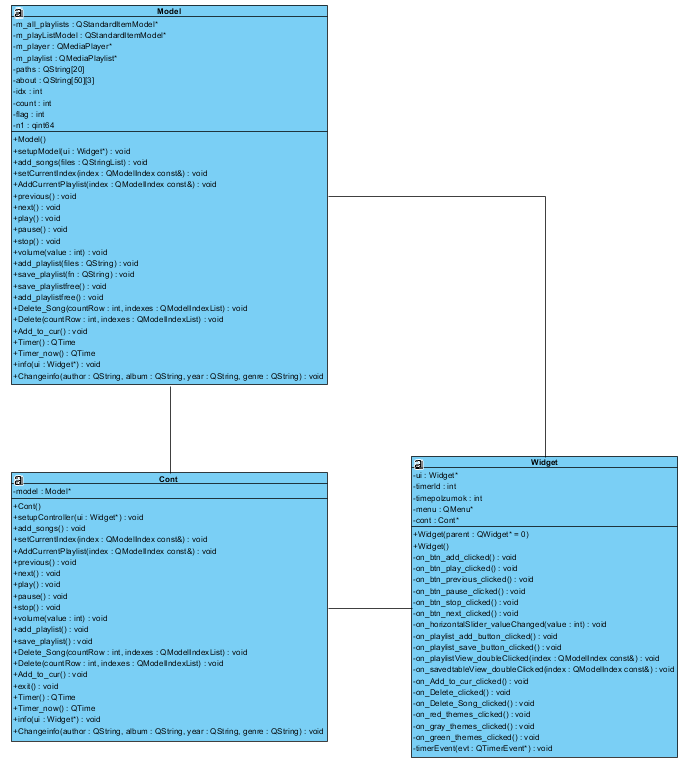 a
Model
-m_all_playlists : QStandardItemModel*
-m_playListModel : QStandardItemModel*
-m_player : QMediaPlayer*
-m_playlist : QMediaPlaylist*
-paths : QString[20]
-about : QString[50][3]
-idx : int
-count : int
-flag : int
-n1 : qint64
+Model()
+setupModel(ui : Widget*) : void
+add_songs(files : QStringList) : void
+setCurrentIndex(index : QModelIndex const&) : void
+AddCurrentPlaylist(index : QModelIndex const&) : void
+previous() : void
+next() : void
+play() : void
+pause() : void
+stop() : void
+volume(value : int) : void
+add_playlist(files : QString) : void
+save_playlist(fn : QString) : void
+save_playlistfree() : void
+add_playlistfree() : void
+Delete_Song(countRow : int, indexes : QModelIndexList) : void
+Delete(countRow : int, indexes : QModelIndexList) : void
+Add_to_cur() : void
+Timer() : QTime
+Timer_now() : QTime
+info(ui : Widget*) : void
+Changeinfo(author : QString, album : QString, year : QString, genre : QString) : void
a
Cont
-model : Model*
+Cont()
+setupController(ui : Widget*) : void
+add_songs() : void
+setCurrentIndex(index : QModelIndex const&) : void
+AddCurrentPlaylist(index : QModelIndex const&) : void
+previous() : void
+next() : void
+play() : void
+pause() : void
+stop() : void
+volume(value : int) : void
+add_playlist() : void
+save_playlist() : void
+Delete_Song(countRow : int, indexes : QModelIndexList) : void
+Delete(countRow : int, indexes : QModelIndexList) : void
+Add_to_cur() : void
+exit() : void
+Timer() : QTime
+Timer_now() : QTime
+info(ui : Widget*) : void
+Changeinfo(author : QString, album : QString, year : QString, genre : QString) : void
a
Widget
-ui : Widget*
-timerId : int
-timepolzumok : int
-menu : QMenu*
-cont : Cont*
+Widget(parent : QWidget* = 0)
+Widget()
-on_btn_add_clicked() : void
-on_btn_play_clicked() : void
-on_btn_previous_clicked() : void
-on_btn_pause_clicked() : void
-on_btn_stop_clicked() : void
-on_btn_next_clicked() : void
-on_horizontalSlider_valueChanged(value : int) : void
-on_playlist_add_button_clicked() : void
-on_playlist_save_button_clicked() : void
-on_playlistView_doubleClicked(index : QModelIndex const&) : void
-on_savedtableView_doubleClicked(index : QModelIndex const&) : void
-on_Add_to_cur_clicked() : void
-on_Delete_clicked() : void
-on_Delete_Song_clicked() : void
-on_red_themes_clicked() : void
-on_gray_themes_clicked() : void
-on_green_themes_clicked() : void
-timerEvent(evt : QTimerEvent*) : void